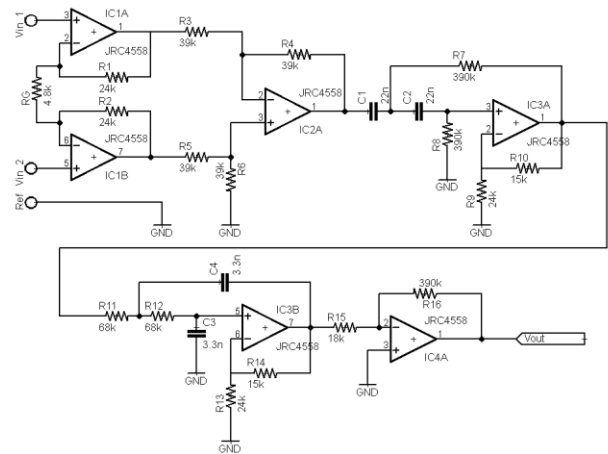 Vin_1
IC1A
3
2
1
JRC4558
R1
24k
RG
4.8k
R2
24k
JRC4558
6
5
7
IC1B
Vin_2
Ref
GND
R3
39k
R4
39k
JRC4558
2
3
1
IC2A
R5
39k
39k
R6
GND
C1
22n
C2
22n
R7
390k
R8
390k
GND
3
2
1
IC3A
JRC4558
R10
15k
R9
24k
GND
R11
68k
R12
68k
C4
3.3n
C3
3.3n
GND
5
6
7
IC3B
JRC4558
R14
15k
R13
24k
GND
R15
18k
390k
R16
JRC4558
2
3
1
IC4A
GND
Vout